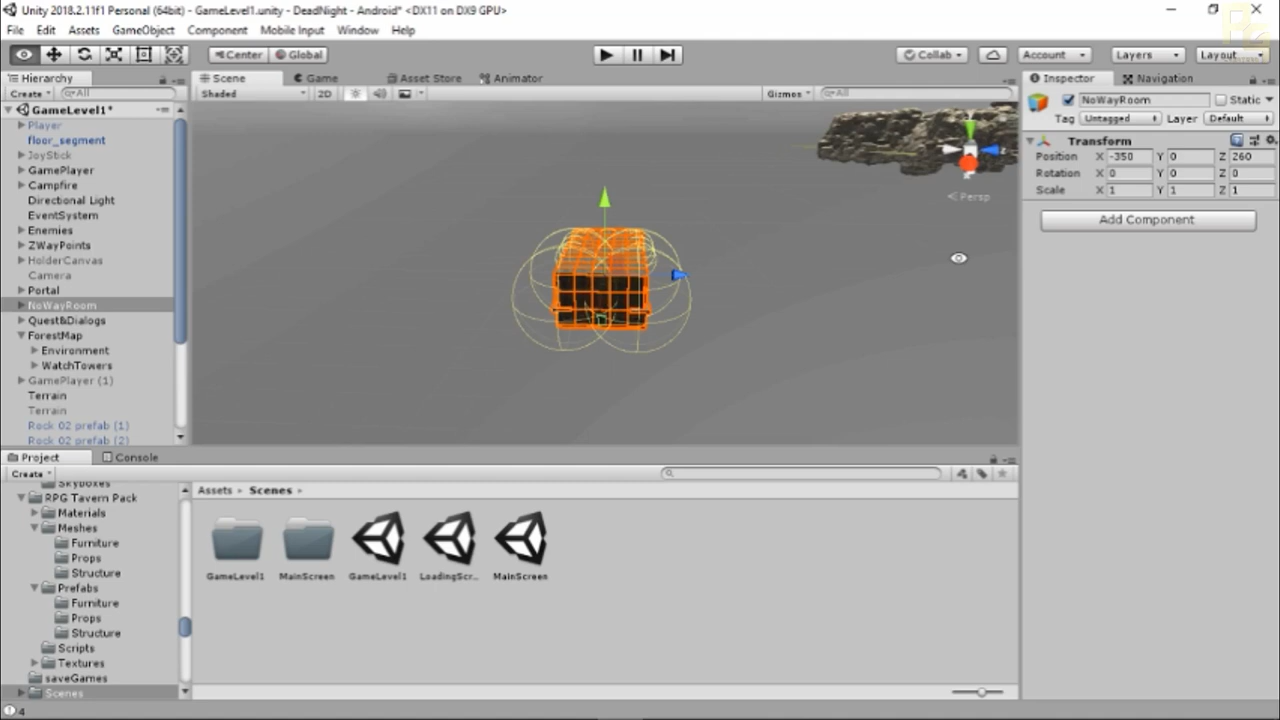 Unity 2018.2.11f1 Personal (64bit) - GameLevel1.unity - DeadNight - Android* <DX11 on DX9 GPU>
File Edit Assets GameObject Component Mobile Input Window Help
Center Global Collab Account Layers Layout
Hierarchy Scene Game Asset Store Animator Inspector Navigation
Create All Shaded 2D Gizmos All
GameLevel1*
Player
floor_segment
JoyStick
GamePlayer
Campfire
Directional Light
EventSystem
Enemies
ZWayPoints
HolderCanvas
Camera
Portal
NoWayRoom
Quest&Dialogs
ForestMap
Environment
WatchTowers
GamePlayer (1)
Terrain
Terrain
Rock 02 prefab (1)
Rock 02 prefab (2)
Persp
NoWayRoom Static
Tag Untagged Layer Default
Transform
Position X -350 Y 0 Z 260
Rotation X 0 Y 0 Z 0
Scale X 1 Y 1 Z 1
Add Component
Project Console
Create
Skyboxes
RPG Tavern Pack
Materials
Meshes
Furniture
Props
Structure
Prefabs
Furniture
Props
Structure
Scripts
Textures
saveGames
Scenes
Assets Scenes
GameLevel1 MainScreen GameLevel1 LoadingScr... MainScreen
4